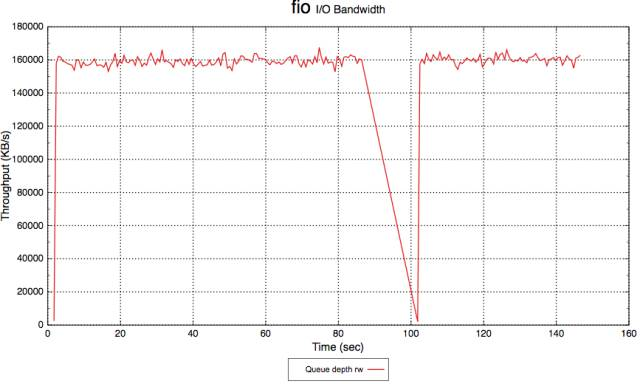 fio I/O Bandwidth
180000
160000
140000
120000
100000
80000
60000
40000
20000
0
0 20 40 60 80 100 120 140 160
Throughput (KB/s)
Time (sec)
Queue depth rw